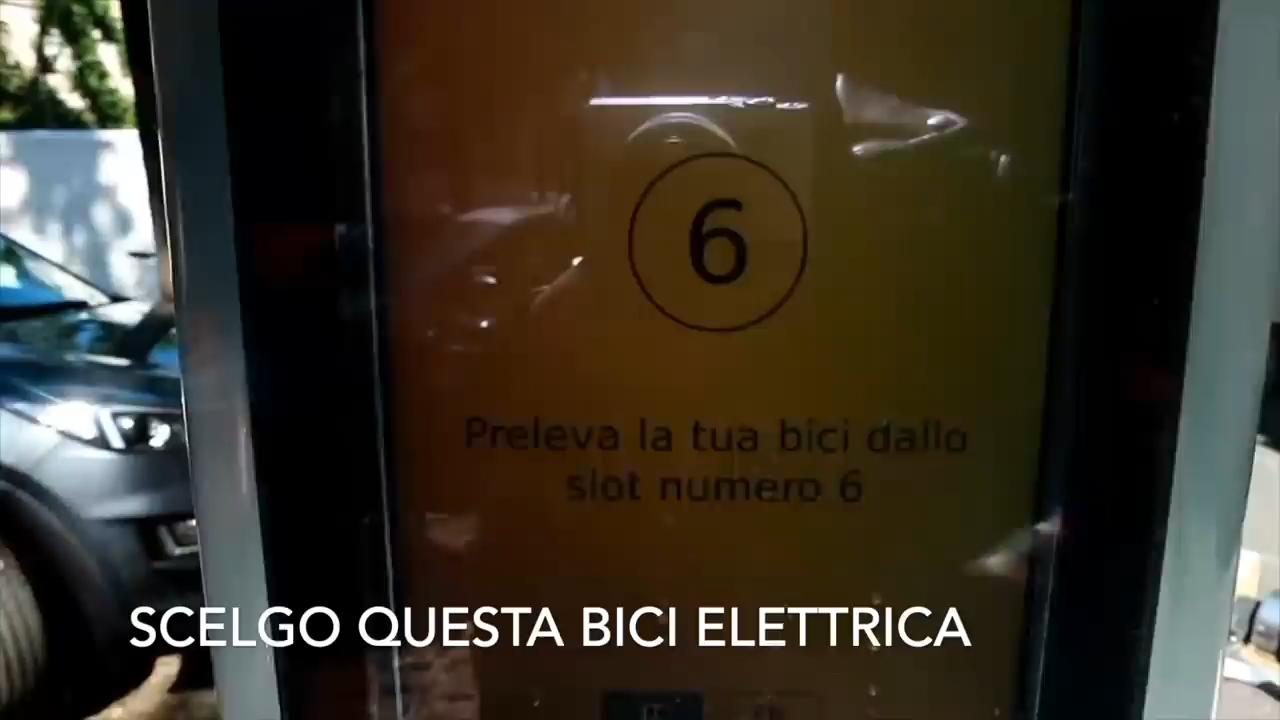 6
Preleva la tua bici dallo
slot numero 6
SCELGO QUESTA BICI ELETTRICA